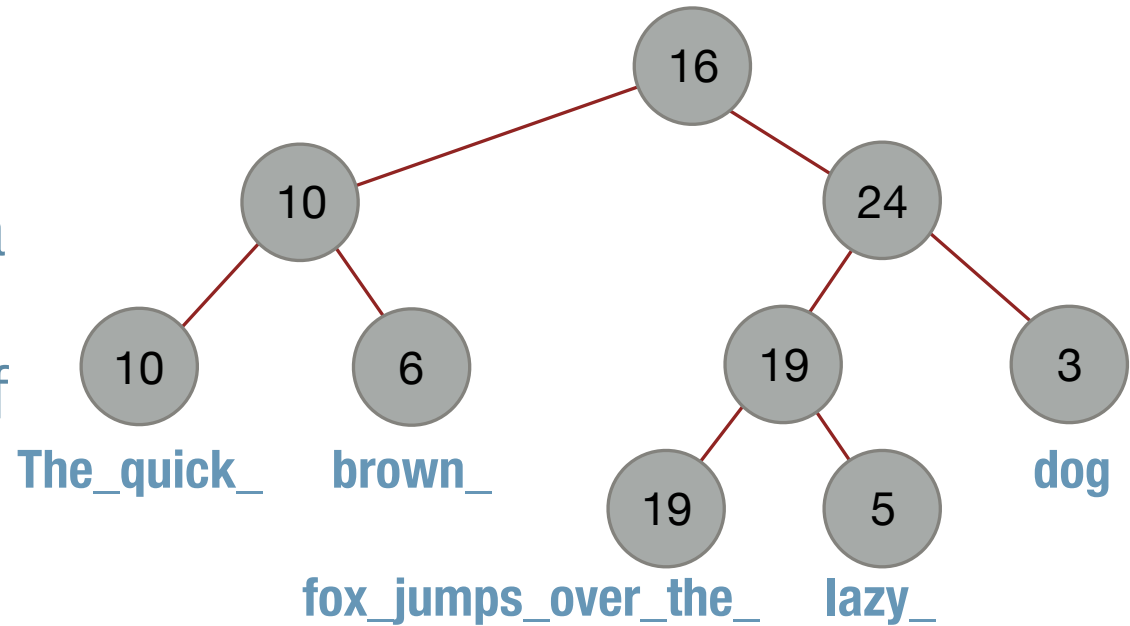 16
10 24
10 6 19 3
The_quick_ brown_ dog
19 5
fox_jumps_over_the_ lazy_